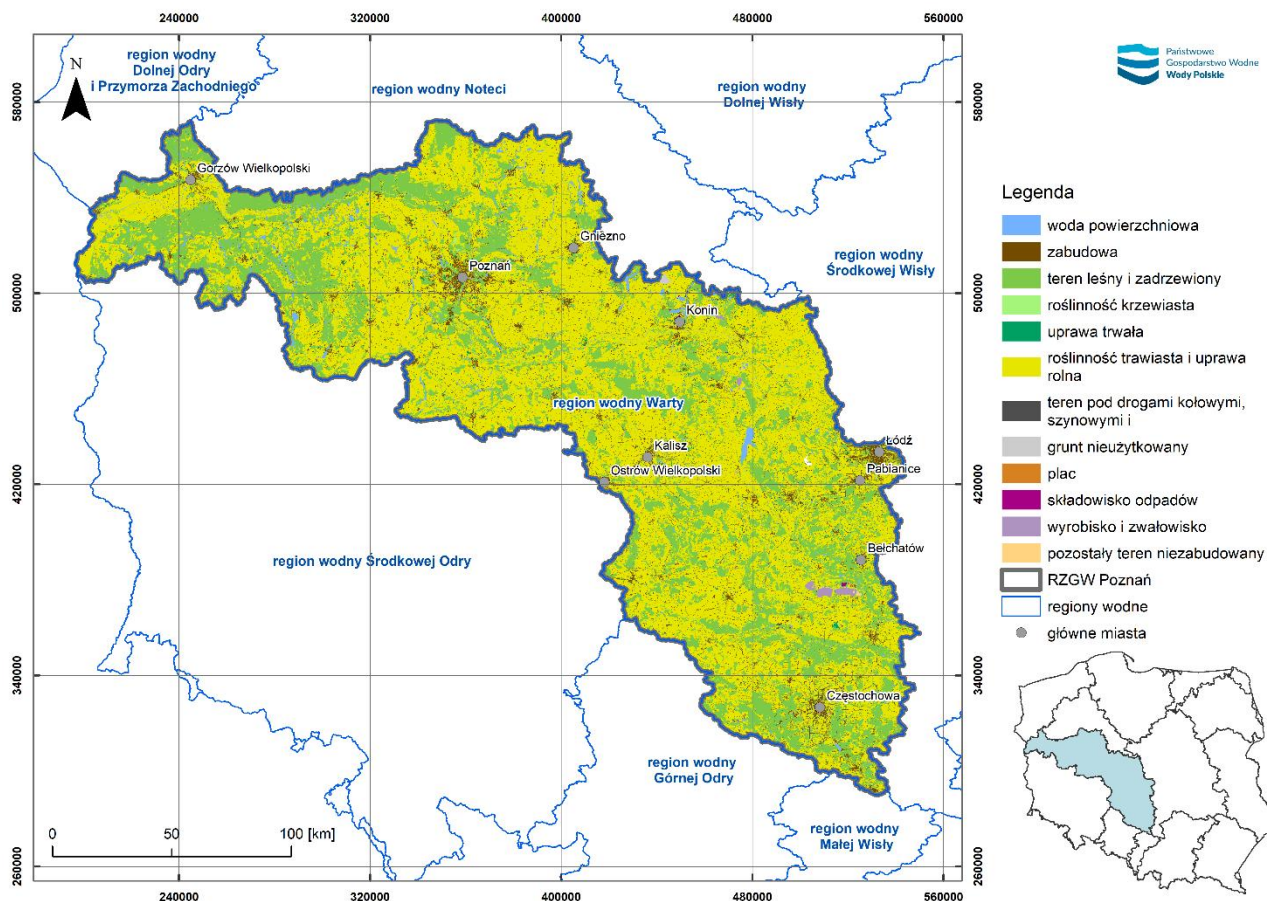 240000
320000
400000
480000
560000
region wodny
Dolnej Odry
i Przymorza Zachodniego
N
region wodny Noteci
region wodny
Dolnej Wisły
Państwowe
Gospodarstwo Wodne
Wody Polskie
580000
580000
Gorzów Wielkopolski
Gniezno
region wodny
Środkowej Wisły
Poznań
500000
500000
Konin
region wodny Warty
Łódź
Kalisz
Pabianice
Ostrów Wielkopolski
420000
420000
region wodny Środkowej Odry
Bełchatów
340000
340000
Częstochowa
region wodny
Górnej Odry
region wodny
Małej Wisły
0
50
100 [km]
260000
260000
240000
320000
400000
480000
560000
Legenda
woda powierzchniowa
zabudowa
teren leśny i zadrzewiony
roślinność krzewiasta
uprawa trwała
roślinność trawiasta i uprawa
rolna
teren pod drogami kołowymi,
szynowymi i
grunt nieużytkowany
plac
składowisko odpadów
wyrobisko i zwałowisko
pozostały teren niezabudowany
RZGW Poznań
regiony wodne
główne miasta